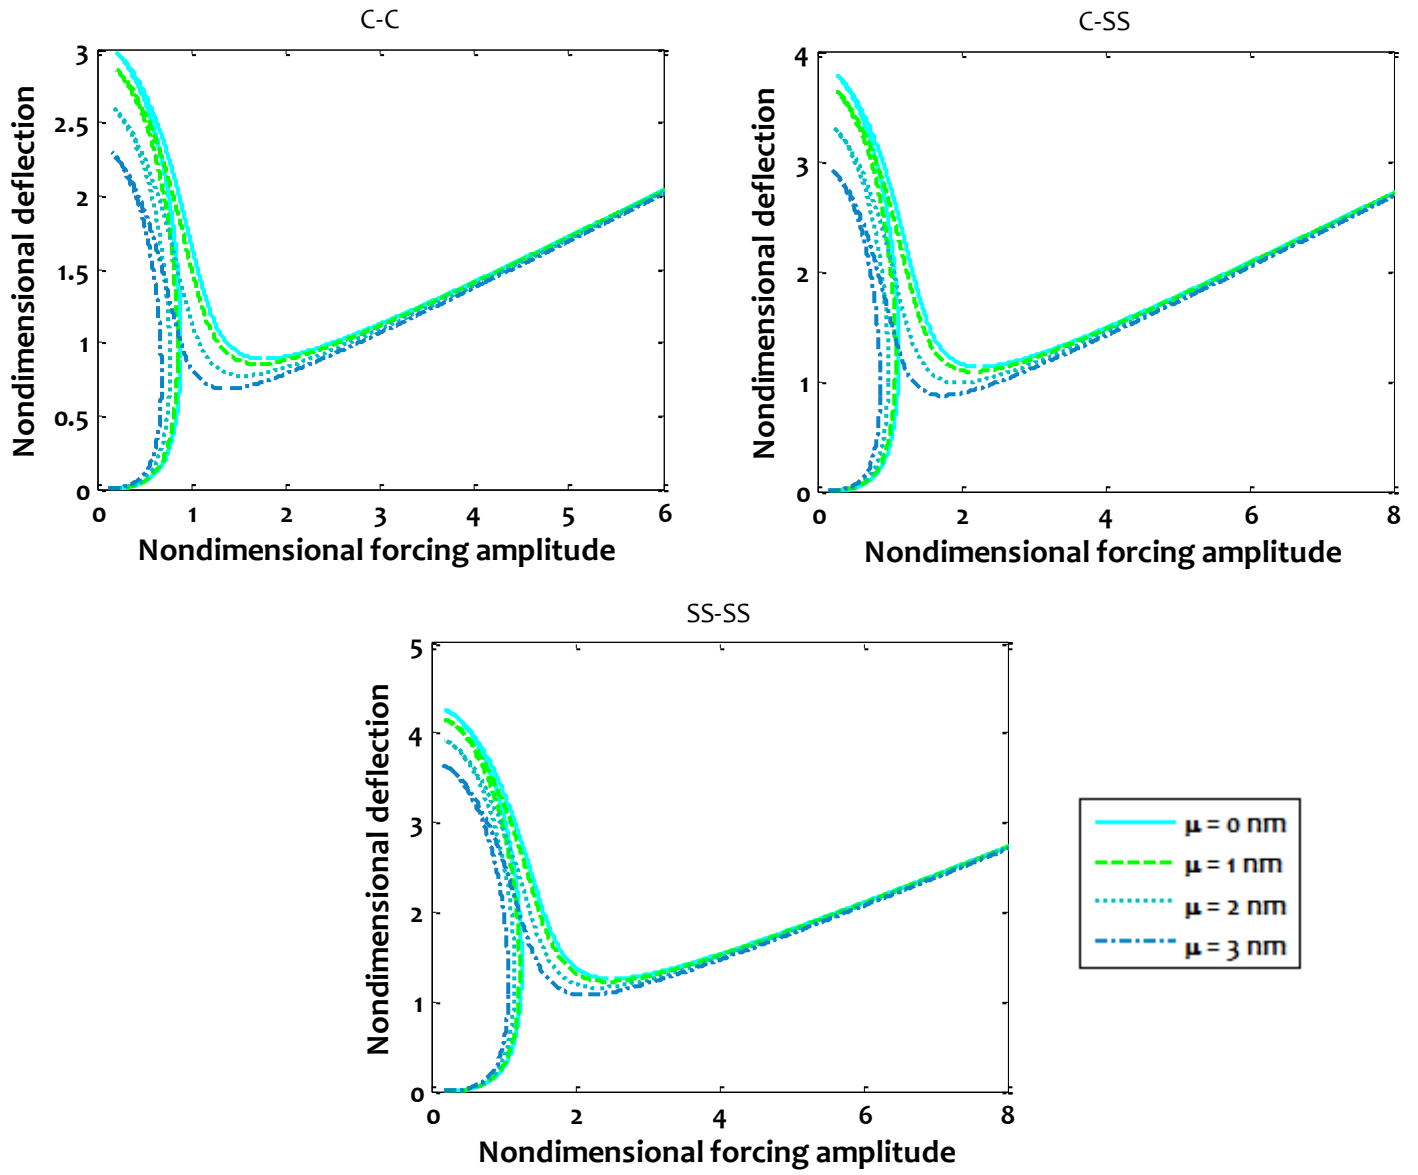 C-C
3
2.5
2
1.5
1
0.5
0
0 1 2 3 4 5 6
Nondimensional deflection
Nondimensional forcing amplitude
C-SS
4
3
2
1
0
0 2 4 6 8
Nondimensional deflection
Nondimensional forcing amplitude
SS-SS
5
4
3
2
1
0
0 2 4 6 8
Nondimensional deflection
Nondimensional forcing amplitude
μ = 0 nm
μ = 1 nm
μ = 2 nm
μ = 3 nm